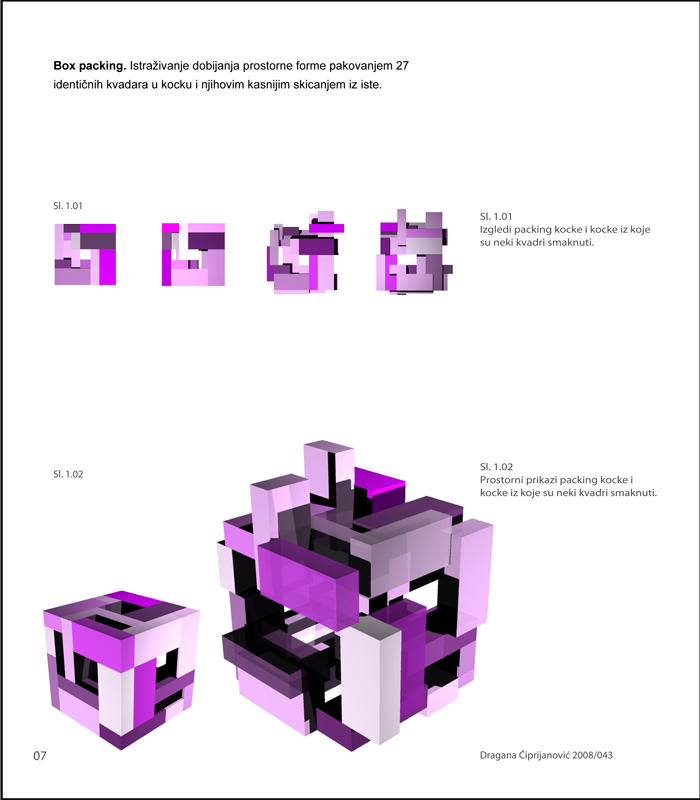 Box packing. Istraživanje dobijanja prostorne forme pakovanjem 27
identičnih kvadara u kocku i njihovim kasnijim skicanjem iz iste.
Sl. 1.01
Sl. 1.01
Izgledi packing kocke i kocke iz koje
su neki kvadri smaknuti.
Sl. 1.02
Sl. 1.02
Prostorni prikazi packing kocke i
kocke iz koje su neki kvadri smaknuti.
07
Dragana Ćiprijanović 2008/043